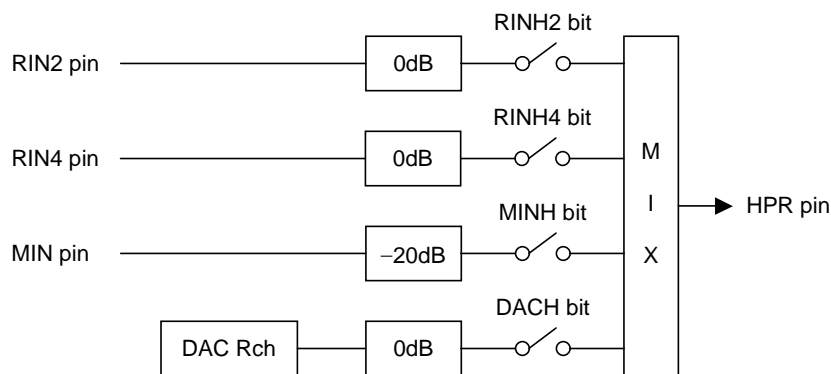 RINH2 bit
RIN2 pin
0dB
RINH4 bit
RIN4 pin
0dB
M
I
X
HPR pin
MINH bit
MIN pin
−20dB
DACH bit
DAC Rch
0dB